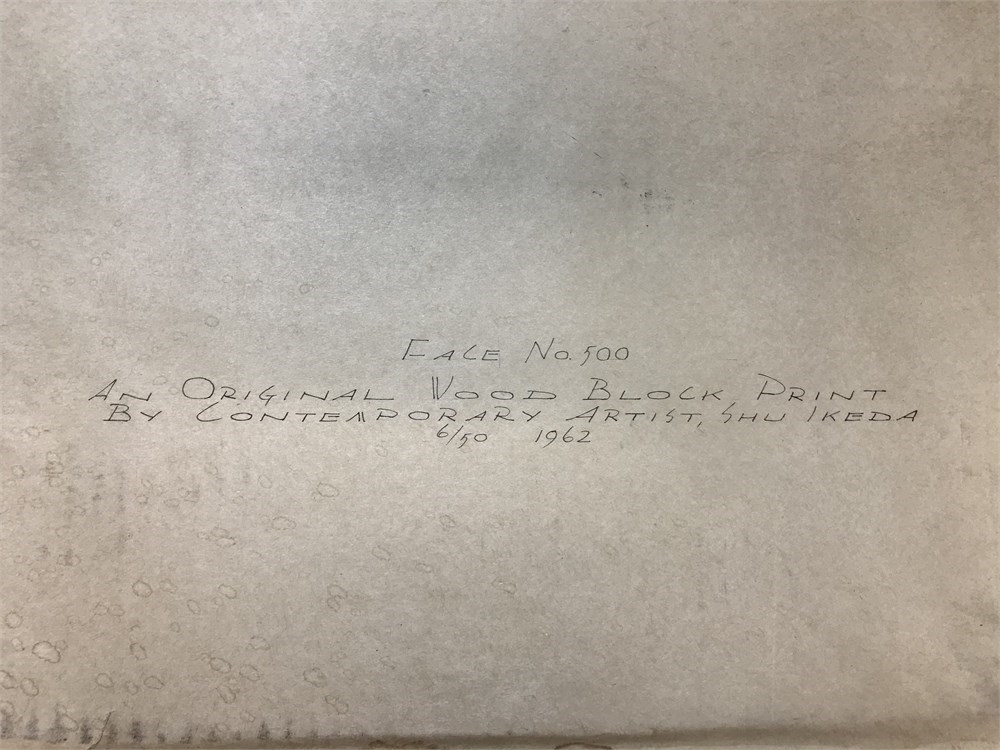 FACE No. 500
AN ORIGINAL WOOD BLOCK PRINT
BY CONTEMPORARY ARTIST, SHU IKEDA
6/50 1962